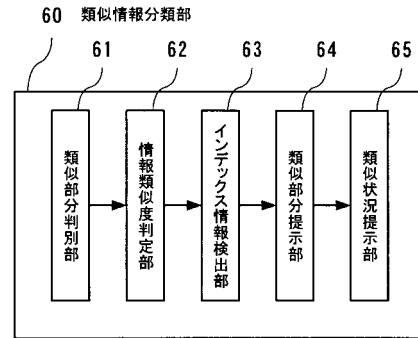 60 類似情報分類部
61 62 63 64 65
類似部分判別部
情報類似度判定部
インデックス情報検出部
類似部分提示部
類似状況提示部